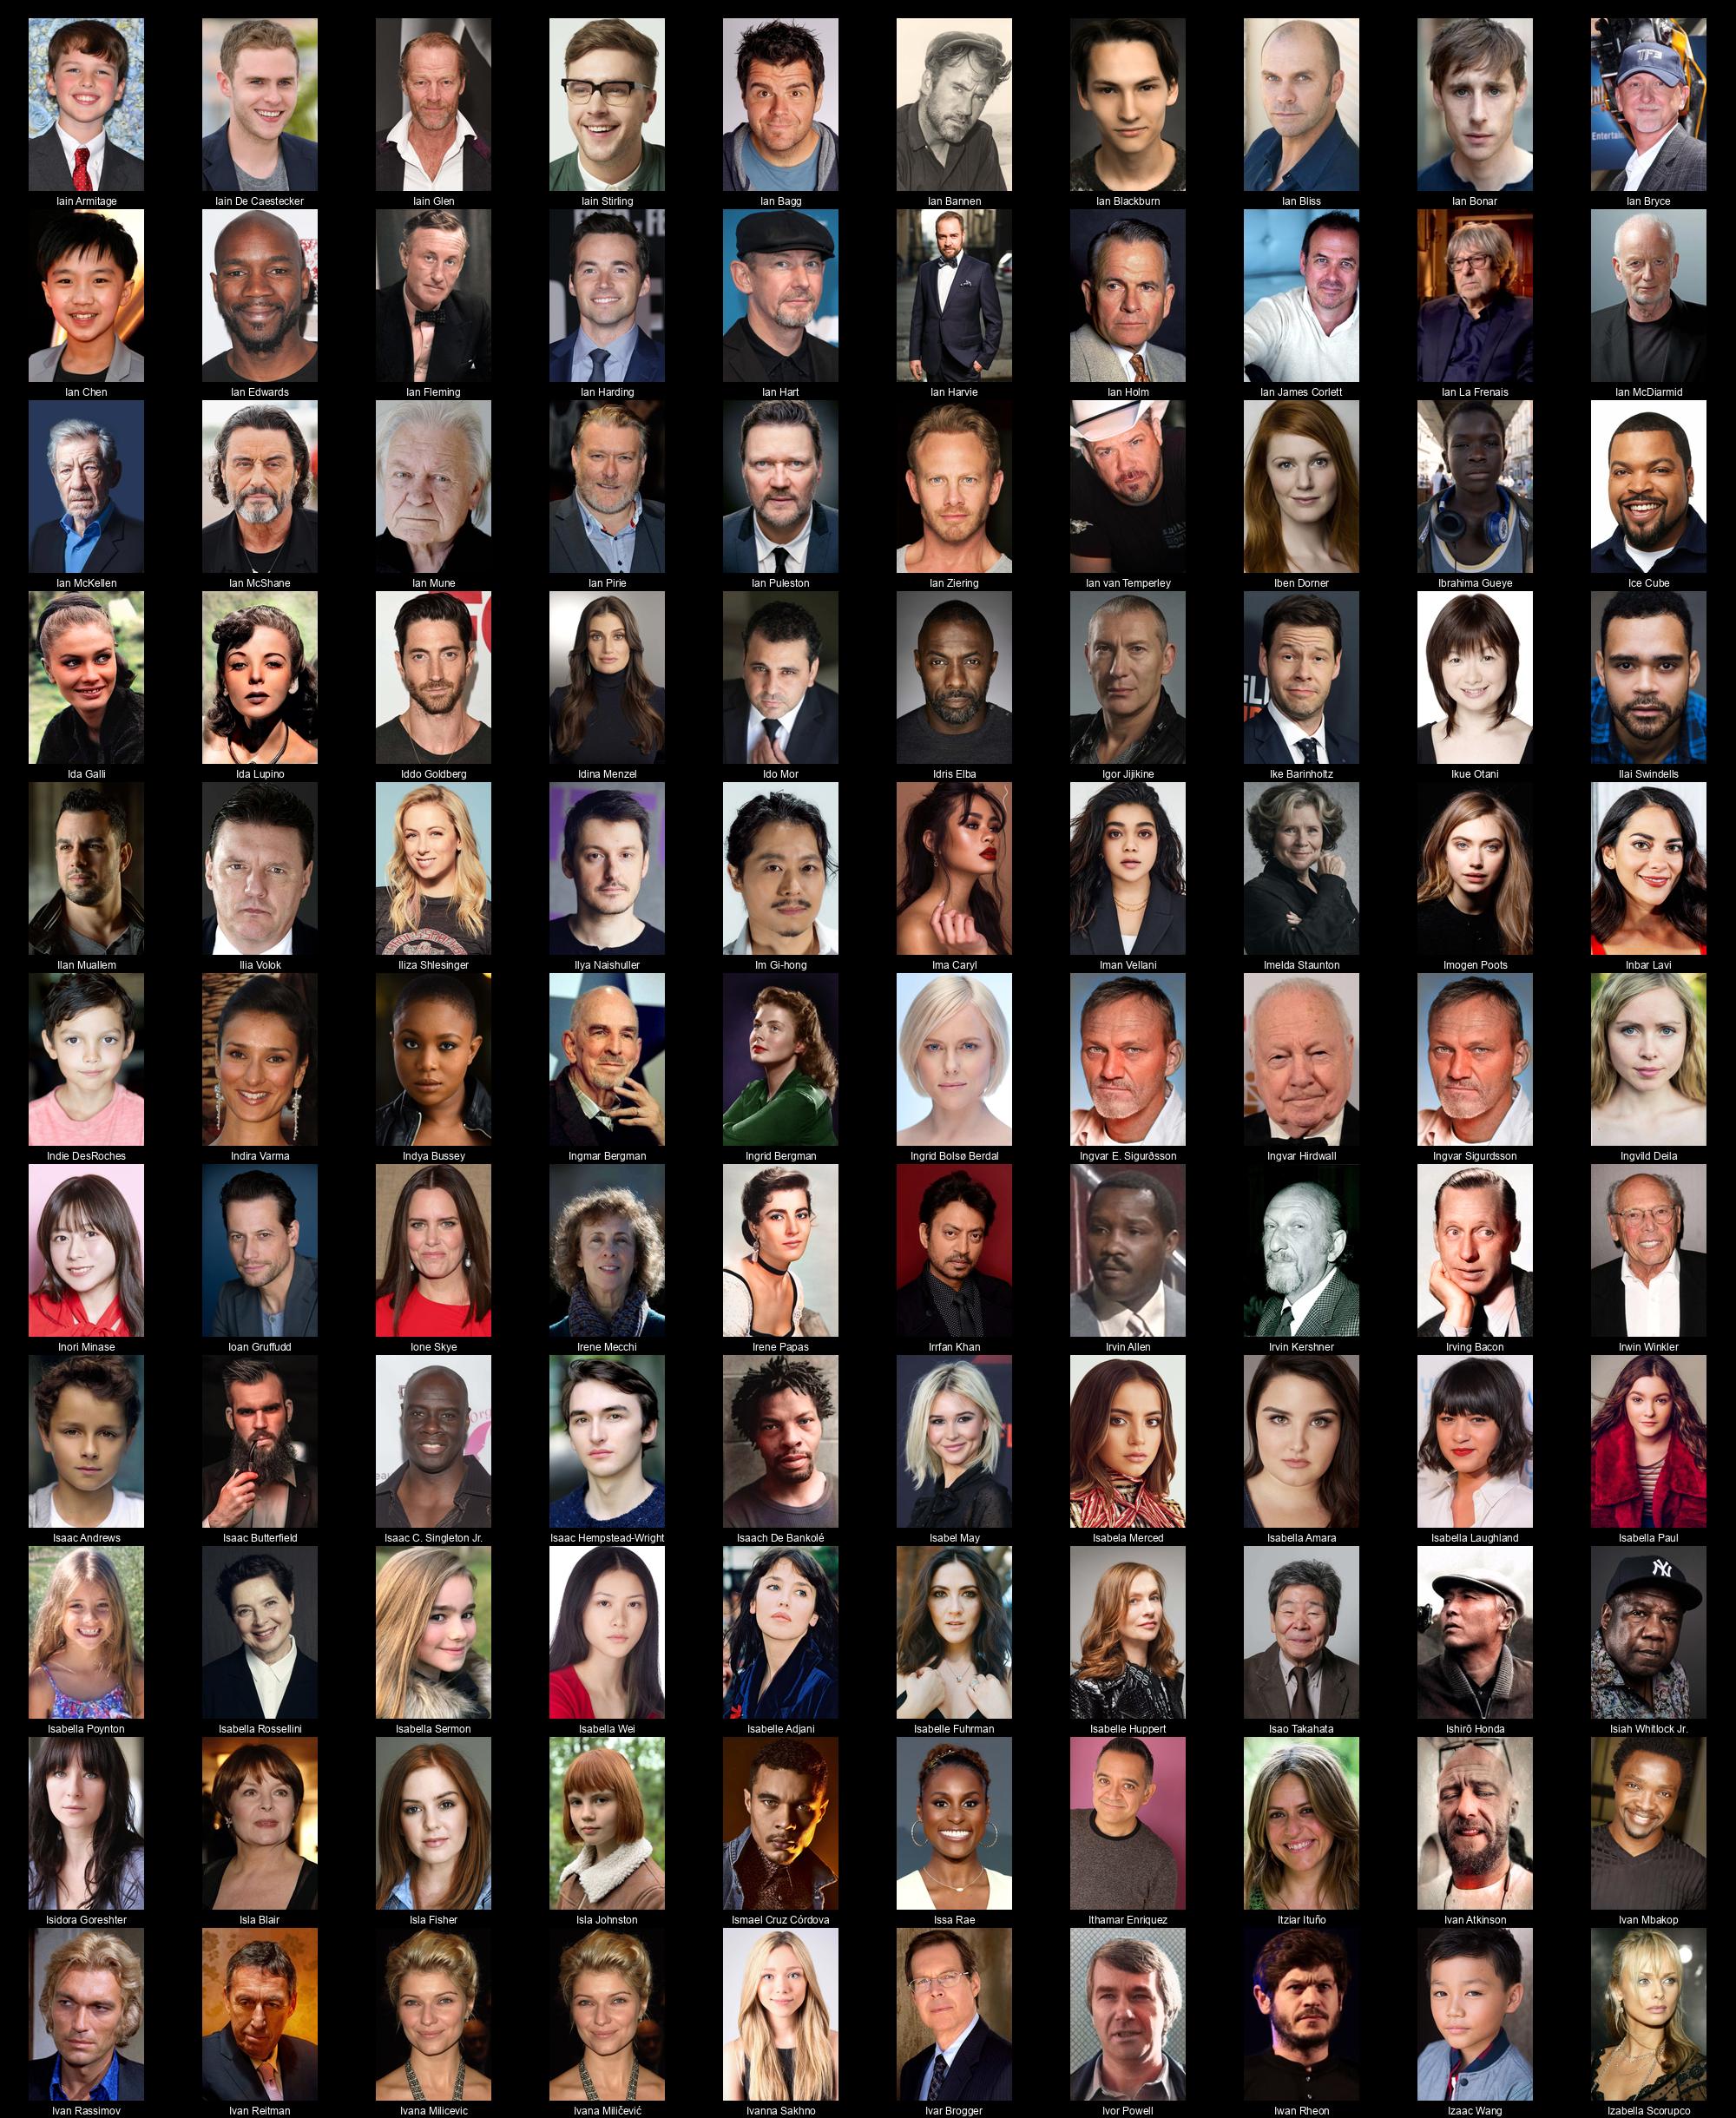 Entertai
Iain Armitage Iain De Caestecker Iain Glen Iain Stirling Ian Bagg Ian Bannen Ian Blackburn Ian Bliss Ian Bonar Ian Bryce
Ian Chen Ian Edwards Ian Fleming Ian Harding Ian Hart Ian Harvie Ian Holm Ian James Corlett Ian La Frenais Ian McDiarmid
Ian McKellen Ian McShane Ian Mune Ian Pirie Ian Puleston Ian Ziering Ian van Temperley Iben Dorner Ibrahima Gueye Ice Cube
Ida Galli Ida Lupino Iddo Goldberg Idina Menzel Ido Mor Idris Elba Igor Jijikine Ike Barinholtz Ikue Otani Ilai Swindells
Ilan Muallem Ilia Volok Iliza Shlesinger Ilya Naishuller Im Gi-hong Ima Caryl Iman Vellani Imelda Staunton Imogen Poots Inbar Lavi
Indie DesRoches Indira Varma Indya Bussey Ingmar Bergman Ingrid Bergman Ingrid Bolsø Berdal Ingvar E. Sigurðsson Ingvar Hirdwall Ingvar Sigurdsson Ingvild Deila
Inori Minase Ioan Gruffudd Ione Skye Irene Mecchi Irene Papas Irrfan Khan Irvin Allen Irvin Kershner Irving Bacon Irwin Winkler
Isaac Andrews Isaac Butterfield Isaac C. Singleton Jr. Isaac Hempstead-Wright Isaach De Bankolé Isabel May Isabela Merced Isabella Amara Isabella Laughland Isabella Paul
Isabella Poynton Isabella Rossellini Isabella Sermon Isabella Wei Isabelle Adjani Isabelle Fuhrman Isabelle Huppert Isao Takahata Ishirō Honda Isiah Whitlock Jr.
Isidora Goreshter Isla Blair Isla Fisher Isla Johnston Ismael Cruz Córdova Issa Rae Ithamar Enriquez Itziar Ituño Ivan Atkinson Ivan Mbakop
Ivan Rassimov Ivan Reitman Ivana Milicevic Ivana Miličević Ivanna Sakhno Ivar Brogger Ivor Powell Iwan Rheon Izaac Wang Izabella Scorupco